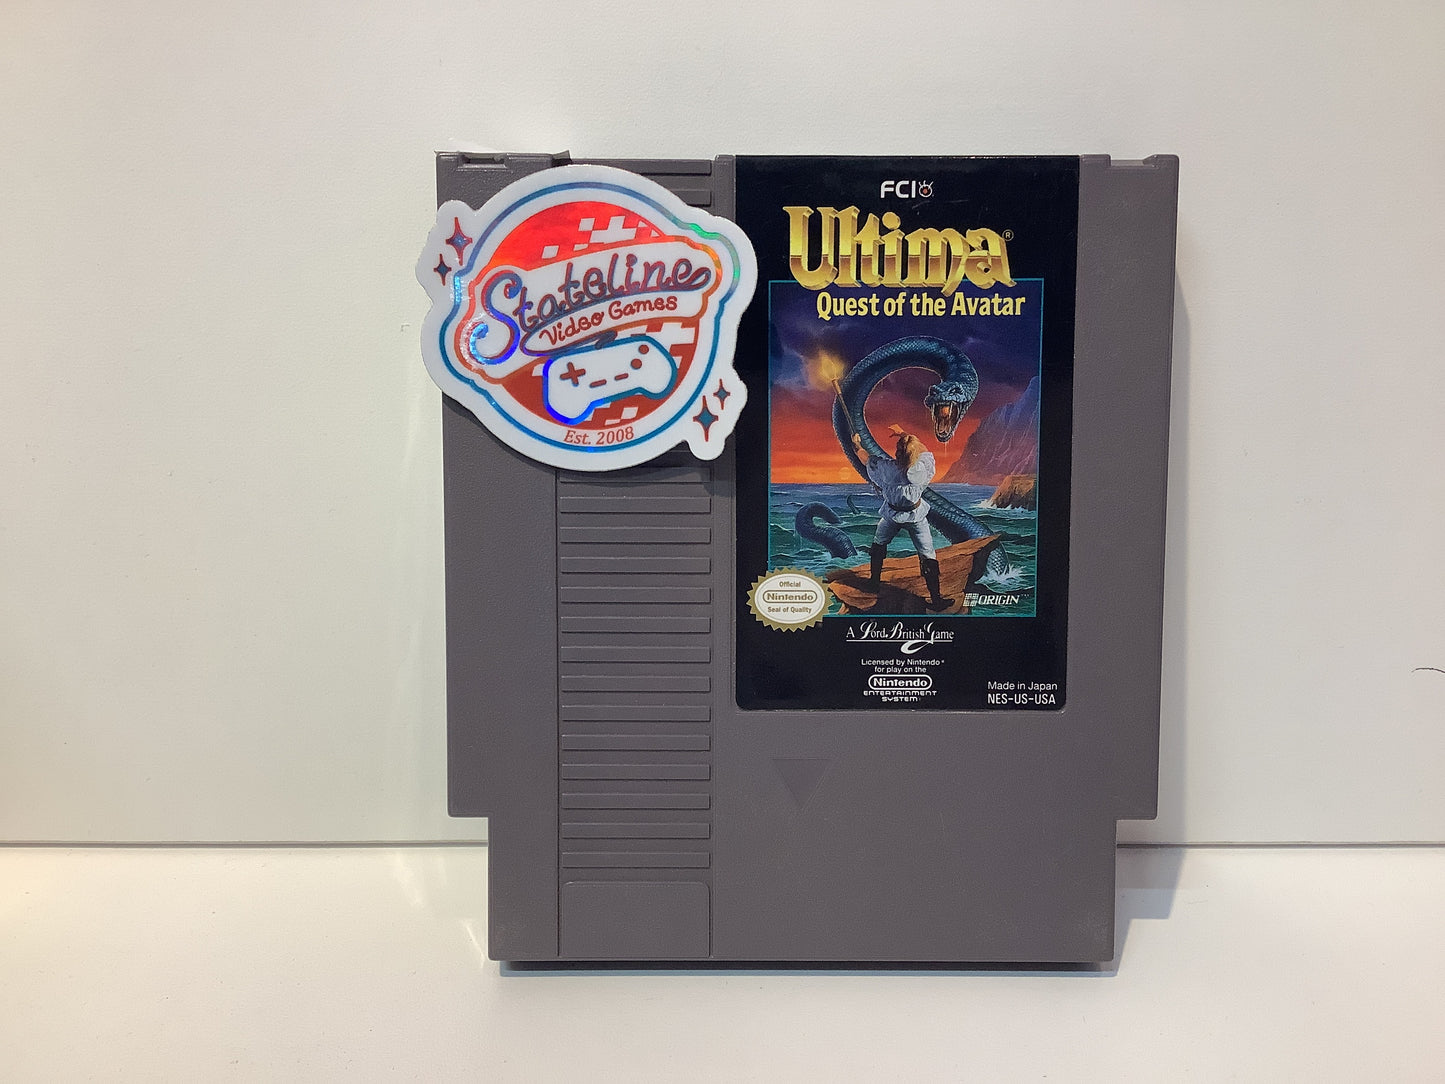 Stateline
Video Games
Est. 2008
FCI
Ultima®
Quest of the Avatar
ORIGIN™
Official
Nintendo
Seal of Quality
A Lord British Game
Licensed by Nintendo®
for play on the
Nintendo
ENTERTAINMENT
SYSTEM
Made in Japan
NES-US-USA